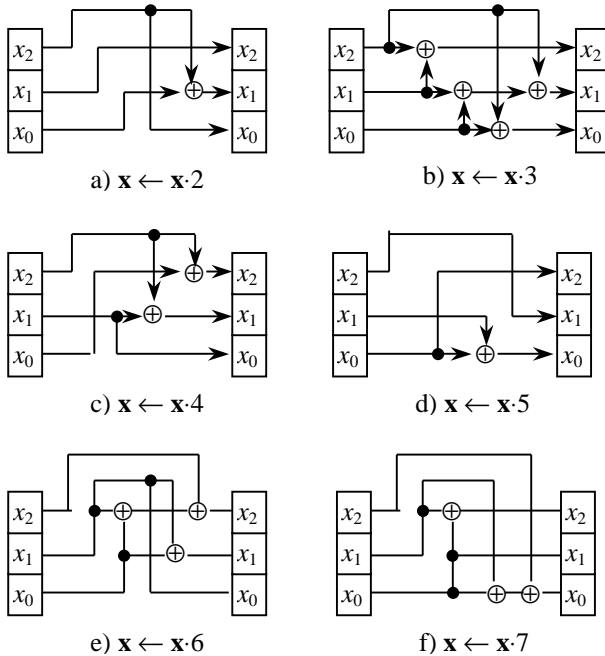 x₂ x₂ x₂ x₂
x₁ x₁ x₁ x₁
x₀ x₀ x₀ x₀
a) x ← x·2 b) x ← x·3
x₂ x₂ x₂ x₂
x₁ x₁ x₁ x₁
x₀ x₀ x₀ x₀
c) x ← x·4 d) x ← x·5
x₂ x₂ x₂ x₂
x₁ x₁ x₁ x₁
x₀ x₀ x₀ x₀
e) x ← x·6 f) x ← x·7